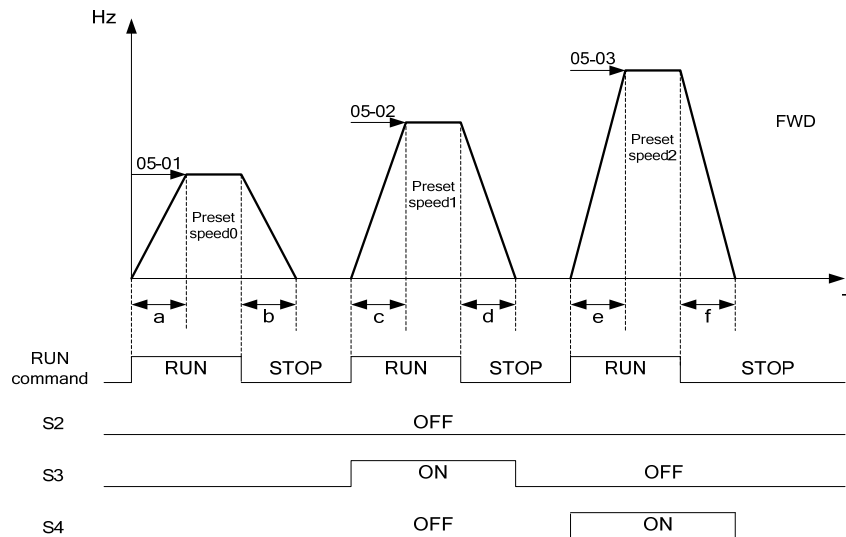 Hz
05-03
05-02
FWD
Preset
speed2
05-01
Preset
speed1
Preset
speed0
a
b
c
d
e
f
RUN
command
RUN
STOP
RUN
STOP
RUN
STOP
S2
OFF
S3
ON
OFF
S4
OFF
ON